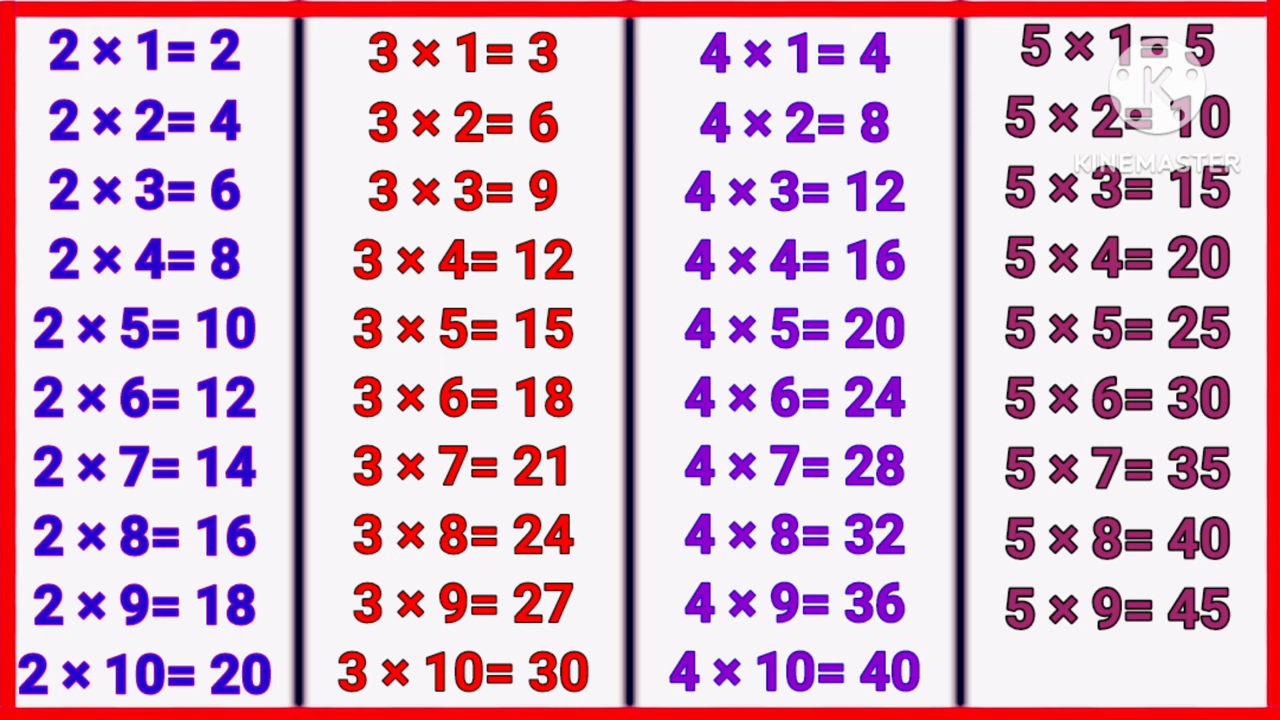 2 × 1= 2
2 × 2= 4
2 × 3= 6
2 × 4= 8
2 × 5= 10
2 × 6= 12
2 × 7= 14
2 × 8= 16
2 × 9= 18
2 × 10= 20
3 × 1= 3
3 × 2= 6
3 × 3= 9
3 × 4= 12
3 × 5= 15
3 × 6= 18
3 × 7= 21
3 × 8= 24
3 × 9= 27
3 × 10= 30
4 × 1= 4
4 × 2= 8
4 × 3= 12
4 × 4= 16
4 × 5= 20
4 × 6= 24
4 × 7= 28
4 × 8= 32
4 × 9= 36
4 × 10= 40
5 × 1= 5
5 × 2= 10
5 × 3= 15
5 × 4= 20
5 × 5= 25
5 × 6= 30
5 × 7= 35
5 × 8= 40
5 × 9= 45
K
KINEMASTER